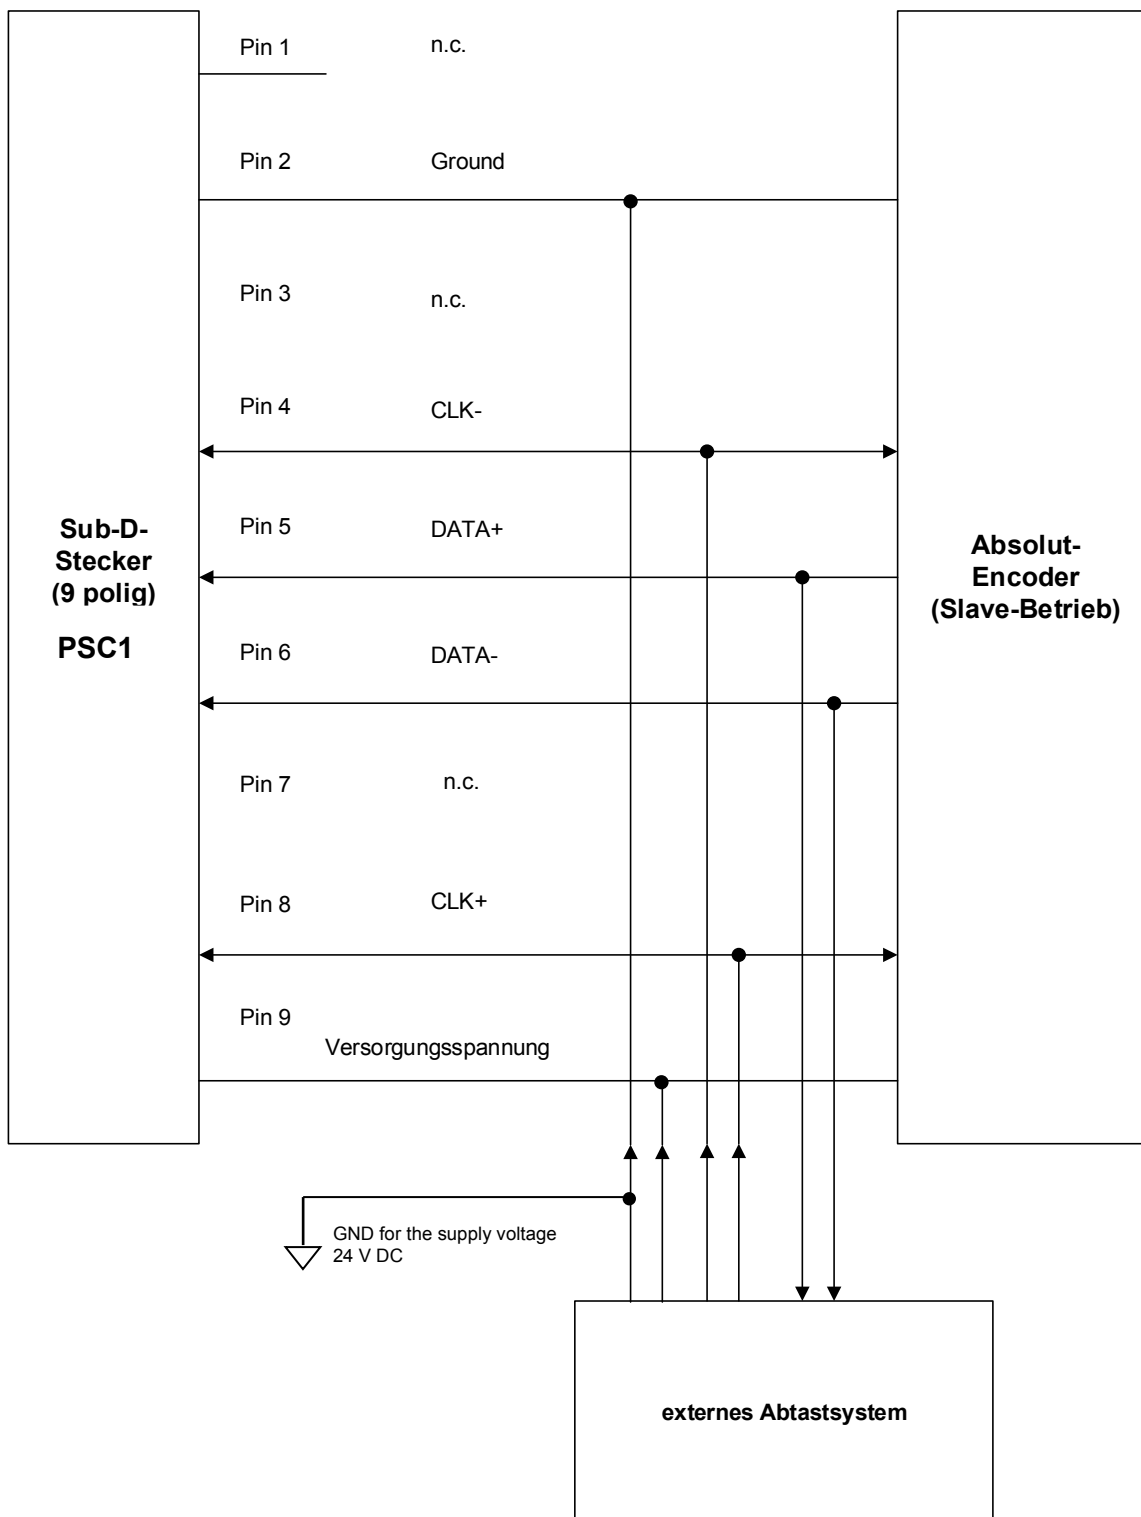 Pin 1 n.c.
Pin 2 Ground
Pin 3 n.c.
Pin 4 CLK-
Pin 5 DATA+
Pin 6 DATA-
Pin 7 n.c.
Pin 8 CLK+
Pin 9
Versorgungsspannung
Sub-D-
Stecker
(9 polig)
PSC1
Absolut-
Encoder
(Slave-Betrieb)
GND for the supply voltage
24 V DC
externes Abtastsystem